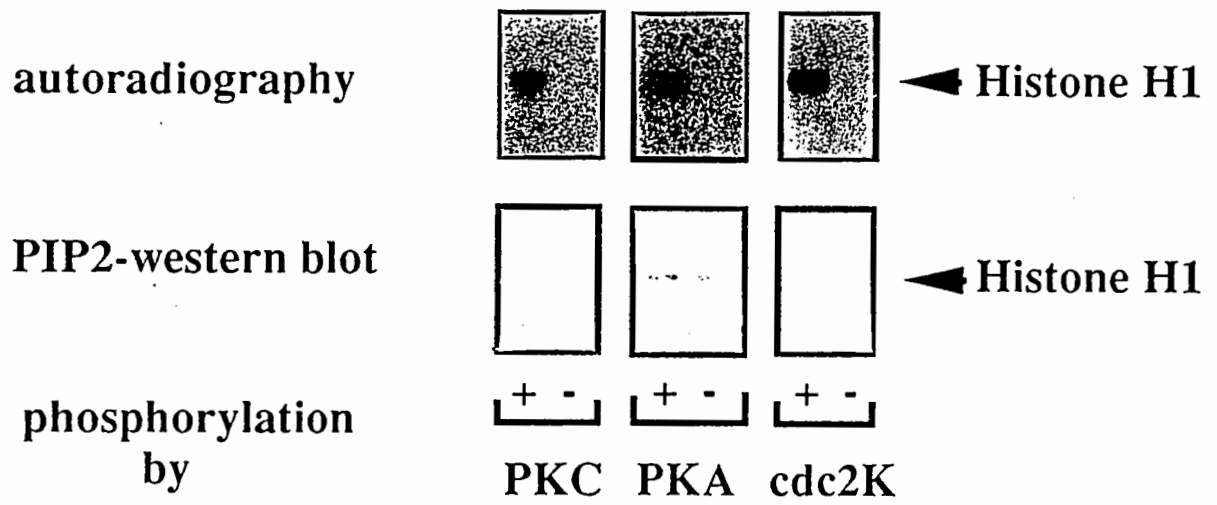 autoradiography
Histone H1
PIP2-western blot
Histone H1
+ - + - + -
phosphorylation
by
PKC PKA cdc2K